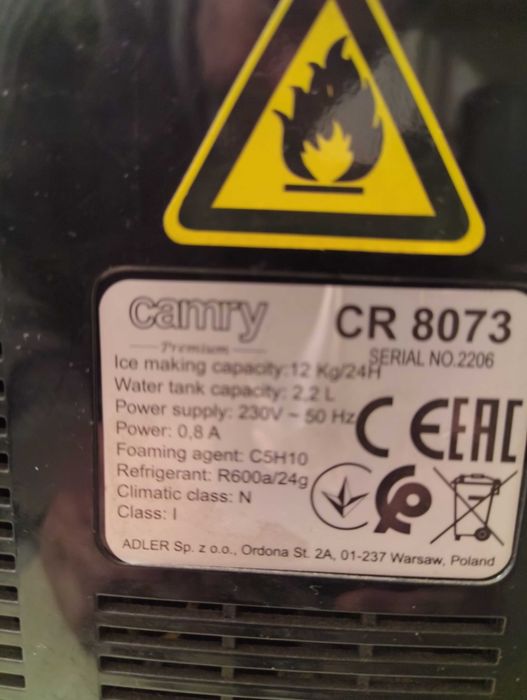 camry
Premium
CR 8073
SERIAL NO.2206
Ice making capacity:12 Kg/24H
Water tank capacity: 2.2 L
Power supply: 230V ~ 50 Hz
Power: 0,8 A
Foaming agent: C5H10
Refrigerant: R600a/24g
Climatic class: N
Class: I
CE EAC
ADLER Sp. z o.o., Ordona St. 2A, 01-237 Warsaw, Poland